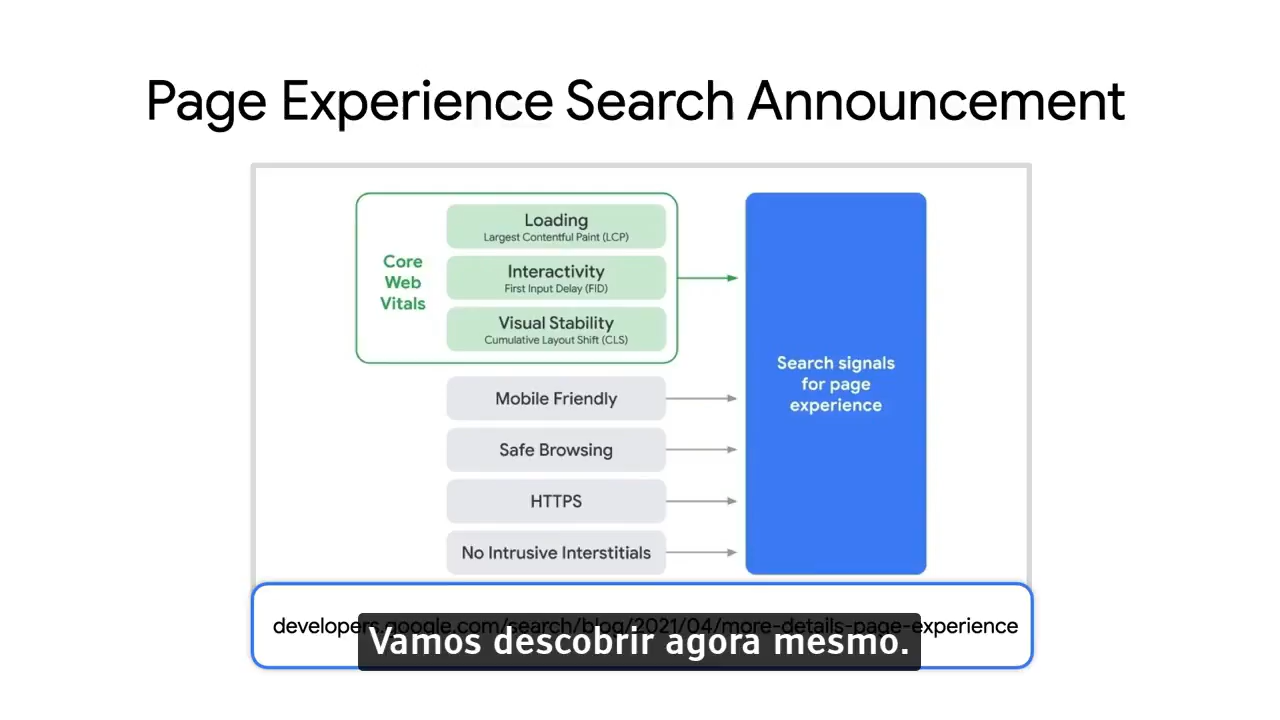 Page Experience Search Announcement
Core
Web
Vitals
Loading
Largest Contentful Paint (LCP)
Interactivity
First Input Delay (FID)
Visual Stability
Cumulative Layout Shift (CLS)
Mobile Friendly
Safe Browsing
HTTPS
No Intrusive Interstitials
Search signals
for page
experience
developers.google.com/search/blog/2021/04/more-details-page-experience
Vamos descobrir agora mesmo.